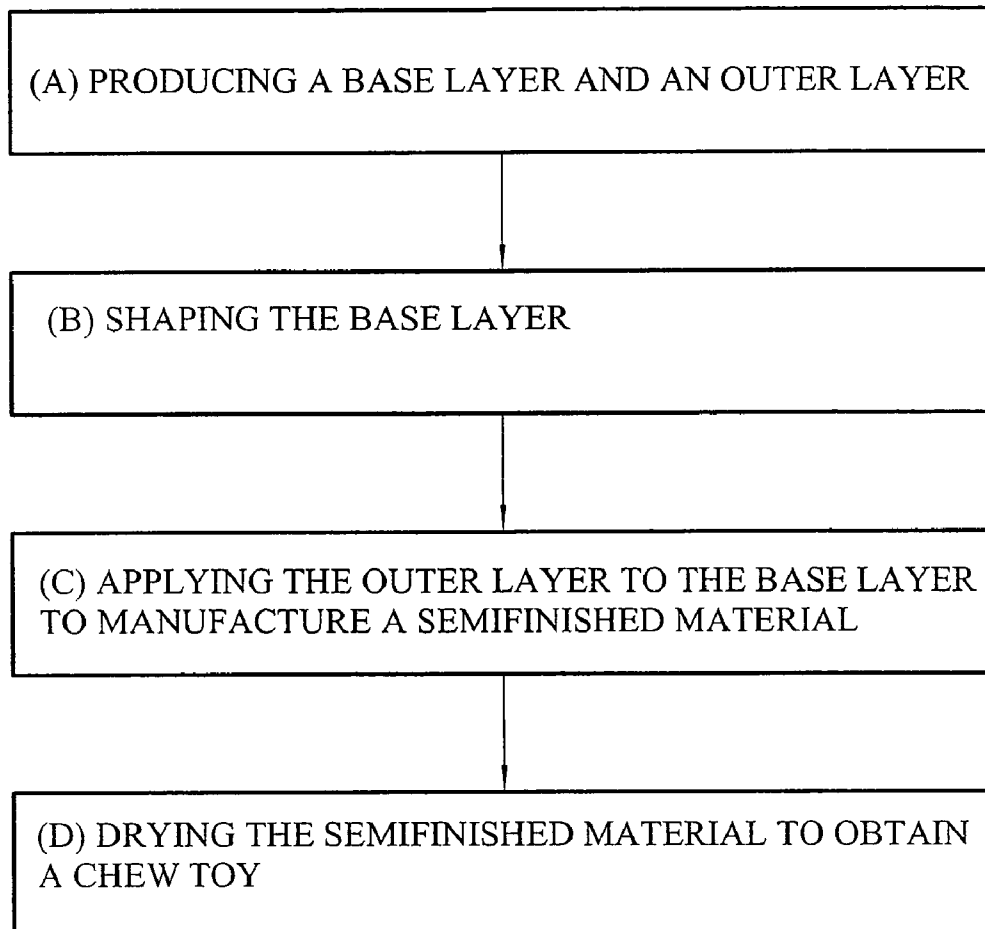 (A) PRODUCING A BASE LAYER AND AN OUTER LAYER
(B) SHAPING THE BASE LAYER
(C) APPLYING THE OUTER LAYER TO THE BASE LAYER
TO MANUFACTURE A SEMIFINISHED MATERIAL
(D) DRYING THE SEMIFINISHED MATERIAL TO OBTAIN
A CHEW TOY